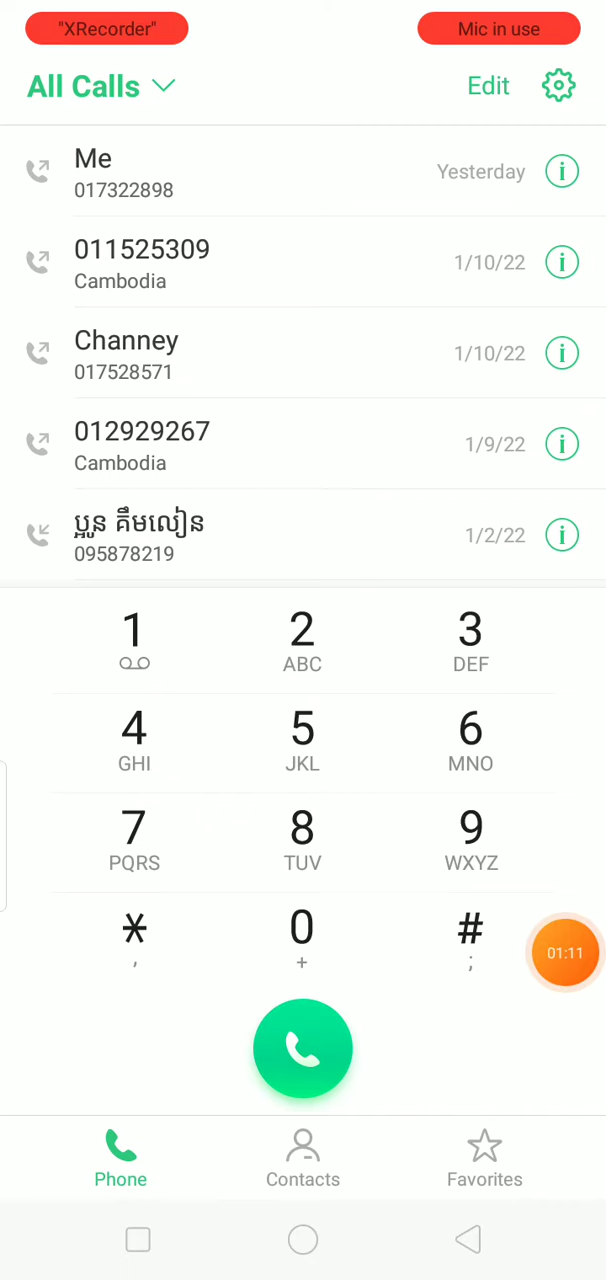 "XRecorder"
Mic in use
All Calls
Edit
Me
017322898
Yesterday
011525309
Cambodia
1/10/22
Channey
017528571
1/10/22
012929267
Cambodia
1/9/22
ប្អូន គឹមលៀន
095878219
1/2/22
1 2 3
ABC DEF
4 5 6
GHI JKL MNO
7 8 9
PQRS TUV WXYZ
* 0 #
, + ;
01:11
Phone
Contacts
Favorites